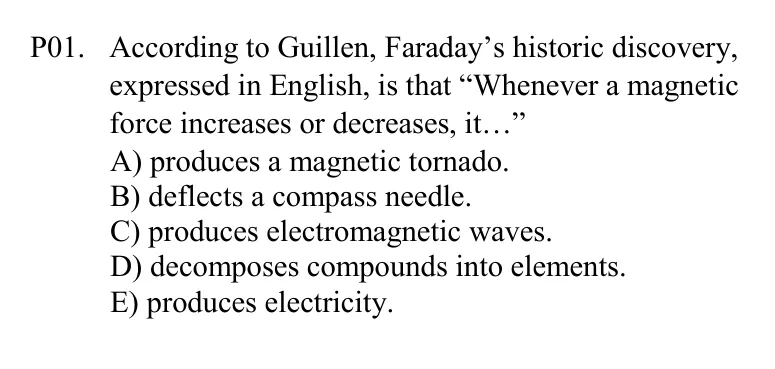 P01. According to Guillen, Faraday’s historic discovery,
expressed in English, is that “Whenever a magnetic
force increases or decreases, it…”
A) produces a magnetic tornado.
B) deflects a compass needle.
C) produces electromagnetic waves.
D) decomposes compounds into elements.
E) produces electricity.